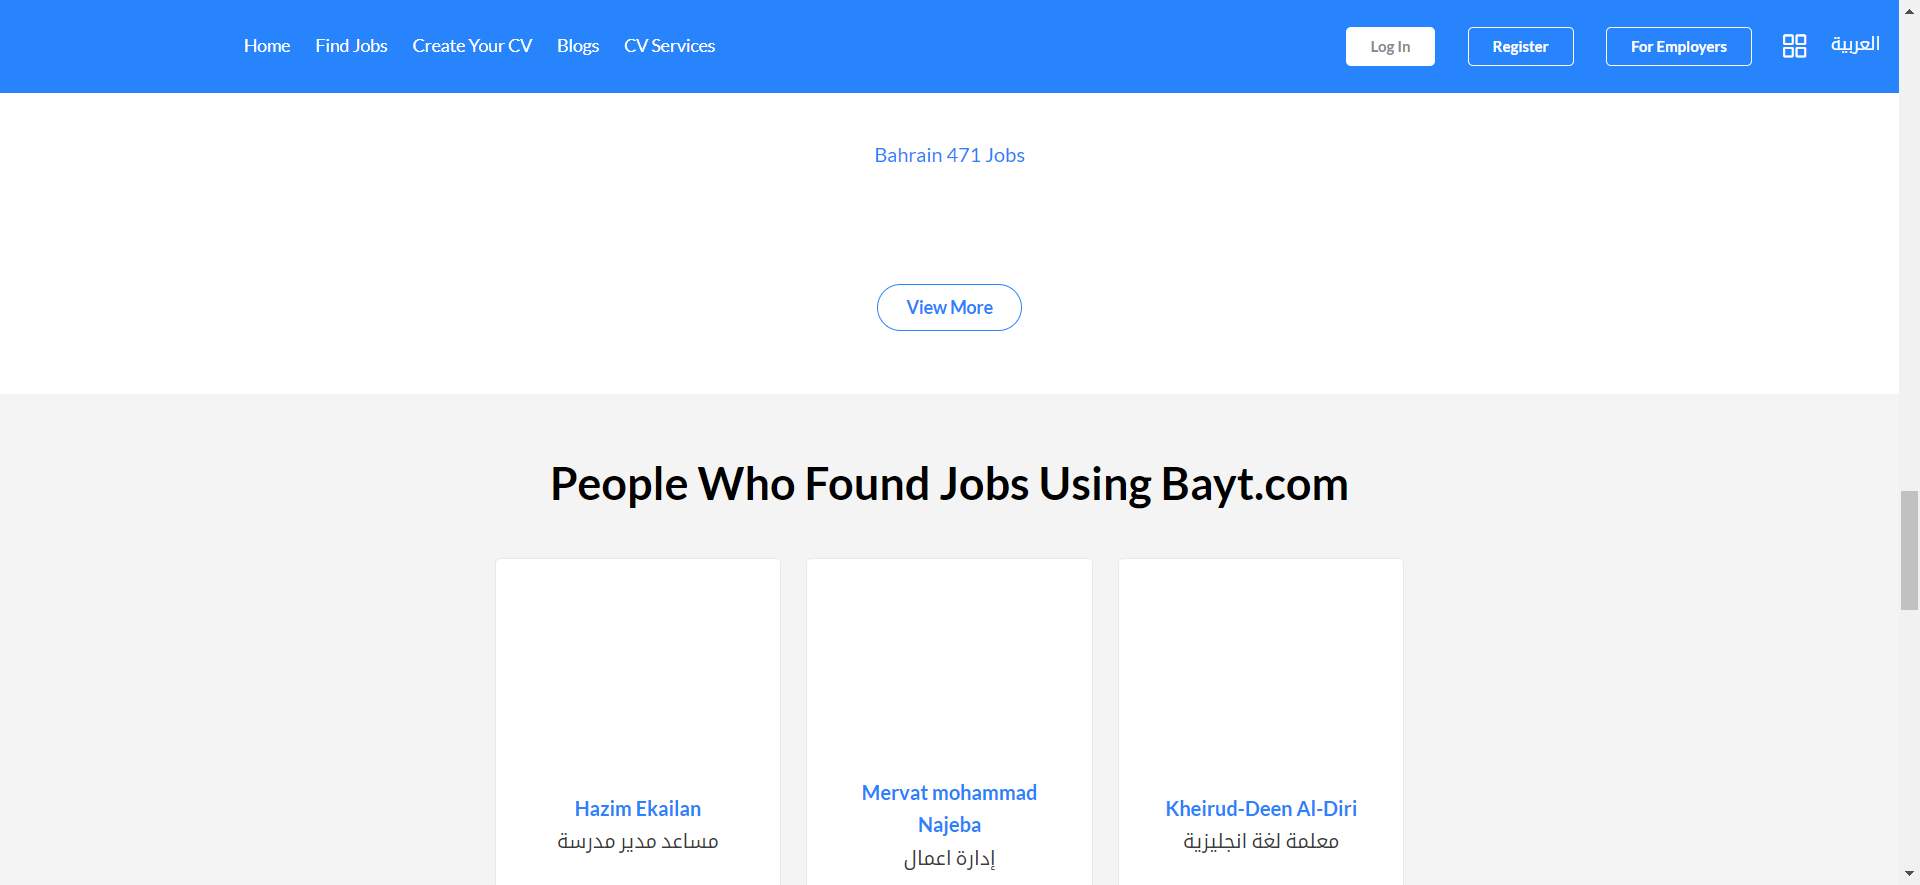 Home Find Jobs Create Your CV Blogs CV Services Log In Register For Employers العربية
Bahrain 471 Jobs
View More
People Who Found Jobs Using Bayt.com
Hazim Ekailan
مساعد مدير مدرسة
Mervat mohammad
Najeba
إدارة اعمال
Kheirud-Deen Al-Diri
معلمة لغة انجليزية